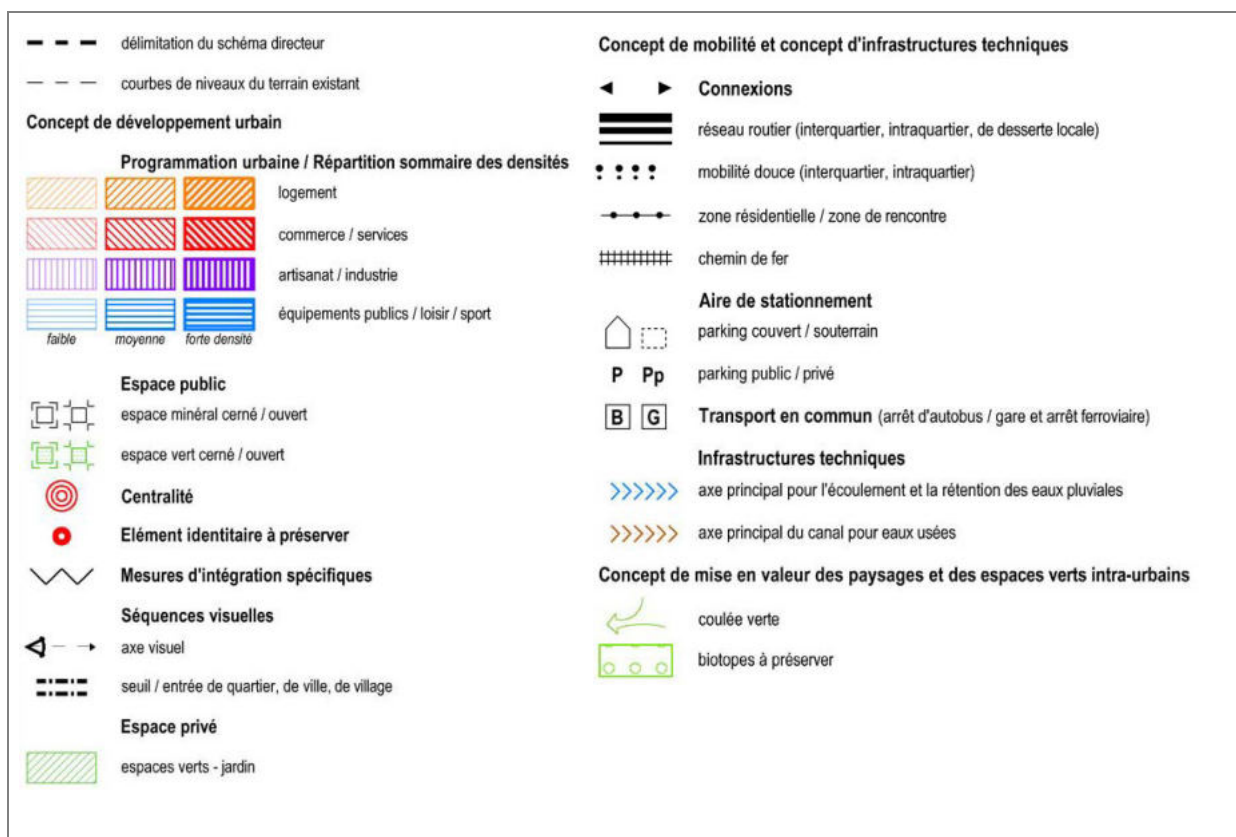 délimitation du schéma directeur
courbes de niveaux du terrain existant
Concept de développement urbain
Programmation urbaine / Répartition sommaire des densités
logement
commerce / services
artisanat / industrie
équipements publics / loisir / sport
faible moyenne forte densité
Espace public
espace minéral cerné / ouvert
espace vert cerné / ouvert
Centralité
Elément identitaire à préserver
Mesures d'intégration spécifiques
Séquences visuelles
axe visuel
seuil / entrée de quartier, de ville, de village
Espace privé
espaces verts - jardin
Concept de mobilité et concept d'infrastructures techniques
Connexions
réseau routier (interquartier, intraquartier, de desserte locale)
mobilité douce (interquartier, intraquartier)
zone résidentielle / zone de rencontre
chemin de fer
Aire de stationnement
parking couvert / souterrain
P Pp parking public / privé
B G Transport en commun (arrêt d'autobus / gare et arrêt ferroviaire)
Infrastructures techniques
axe principal pour l'écoulement et la rétention des eaux pluviales
axe principal du canal pour eaux usées
Concept de mise en valeur des paysages et des espaces verts intra-urbains
coulée verte
biotopes à préserver